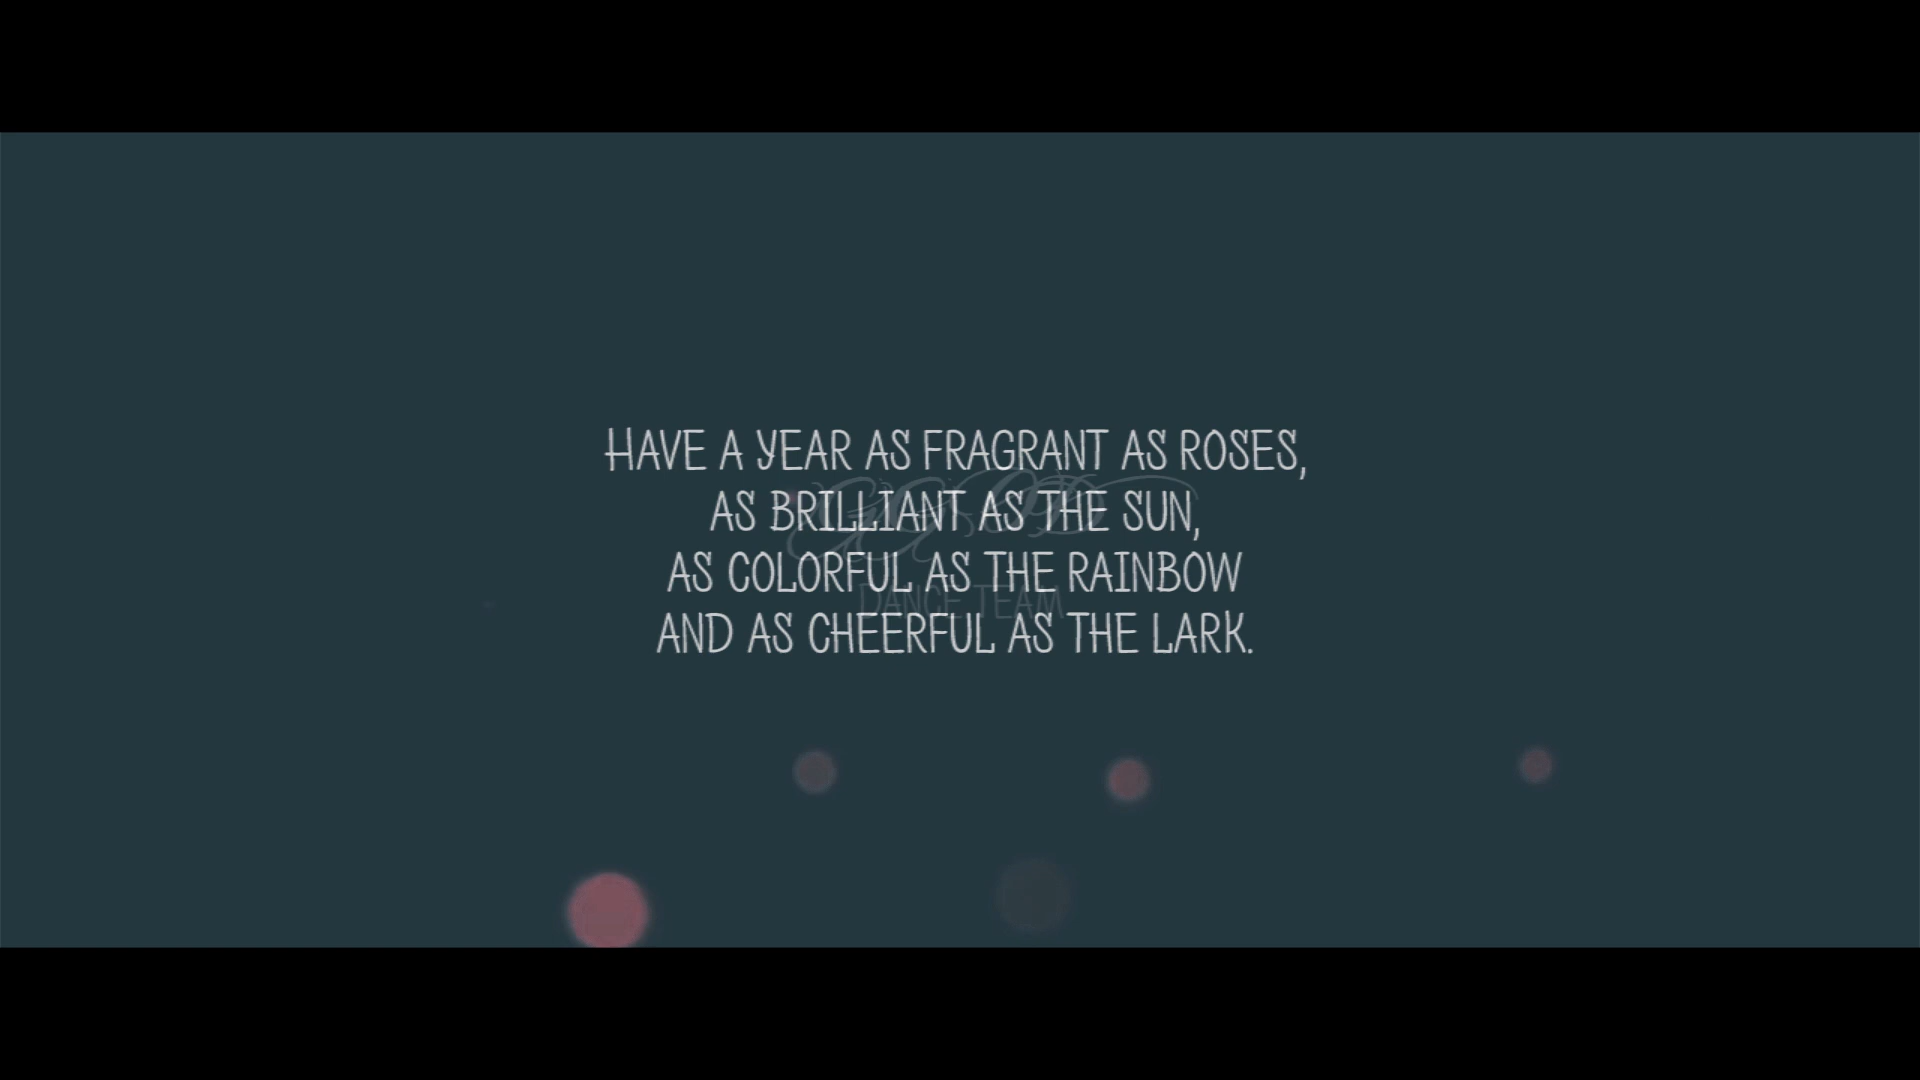 HAVE A YEAR AS FRAGRANT AS ROSES,
AS BRILLIANT AS THE SUN,
AS COLORFUL AS THE RAINBOW
DANCE TEAM
AND AS CHEERFUL AS THE LARK.